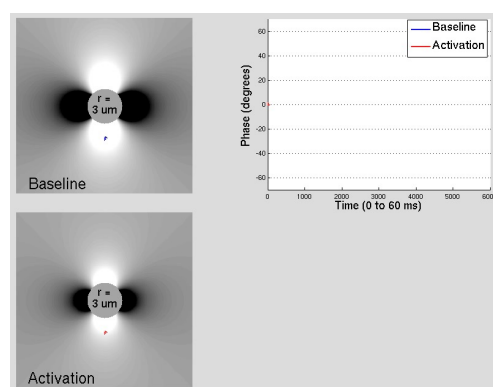 r =
3 um
Baseline
r =
3 um
Activation
Baseline
Activation
Phase (degrees)
60
40
20
0
-20
-40
-60
0 1000 2000 3000 4000 5000 6000
Time (0 to 60 ms)